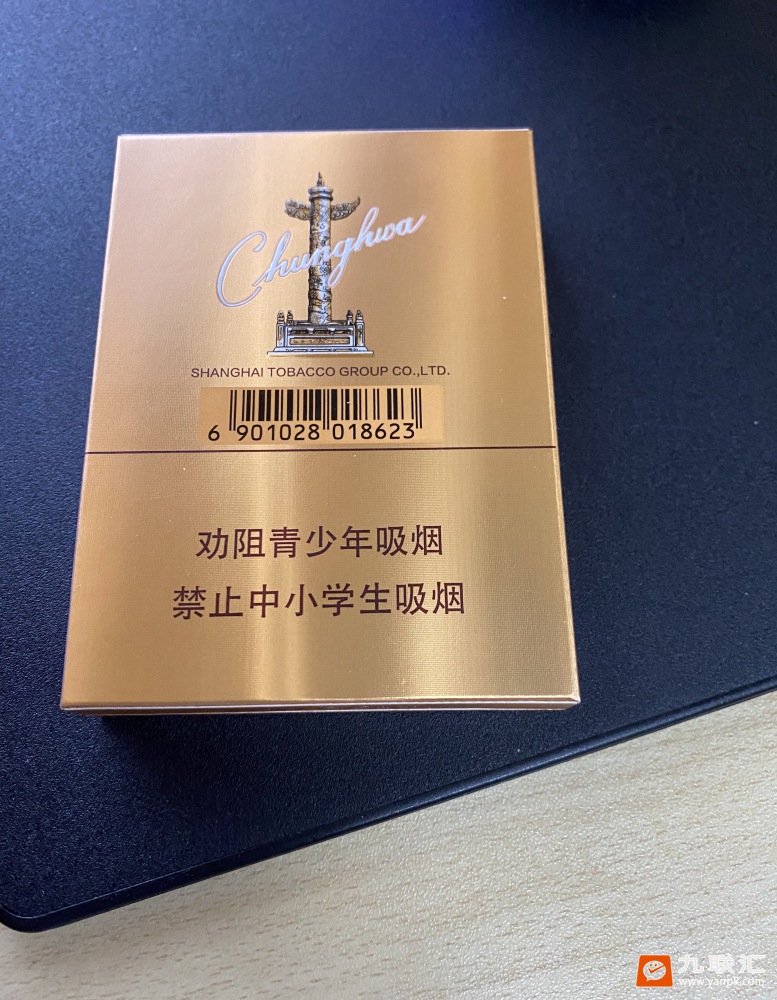 Chunghwa
SHANGHAI TOBACCO GROUP CO.,LTD.
6 901028 018623
劝阻青少年吸烟
禁止中小学生吸烟
九联汇
www.yanpk.com